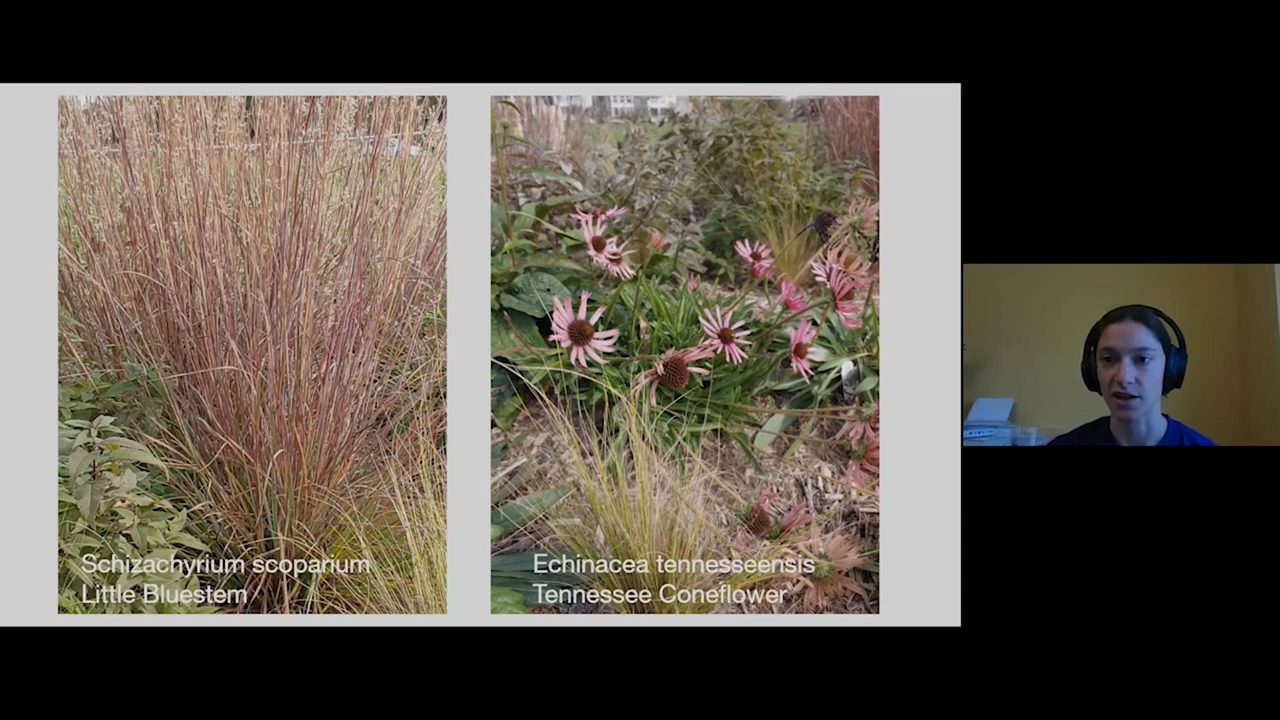 Schizachyrium scoparium
Little Bluestem
Echinacea tennesseensis
Tennessee Coneflower